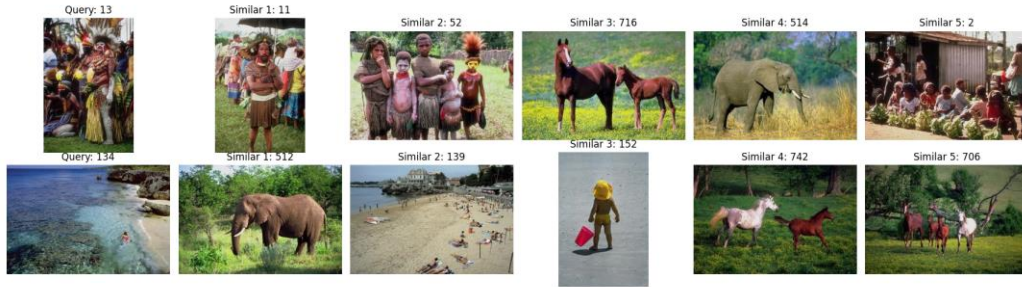 Query: 13
Similar 1: 11
Similar 2: 52
Similar 3: 716
Similar 4: 514
Similar 5: 2
Query: 134
Similar 1: 512
Similar 2: 139
Similar 3: 152
Similar 4: 742
Similar 5: 706